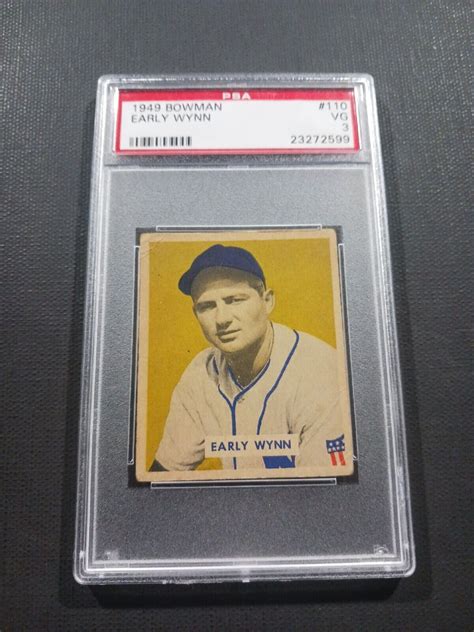 PSA
1949 BOWMAN #110
EARLY WYNN VG
3
23272599
EARLY WYNN